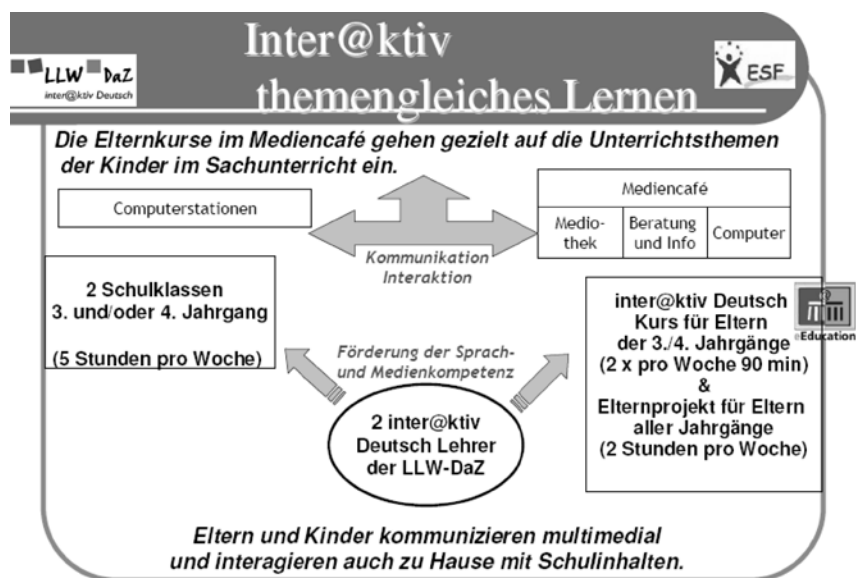 Inter@ktiv
themengleiches Lernen
LLW DaZ
inter@ktiv Deutsch
ESF
Die Elternkurse im Mediencafé gehen gezielt auf die Unterrichtsthemen
der Kinder im Sachunterricht ein.
Computerstationen
Mediencafé
Medio-
thek
Beratung
und Info
Computer
Kommunikation
Interaktion
2 Schulklassen
3. und/oder 4. Jahrgang
(5 Stunden pro Woche)
inter@ktiv Deutsch
Kurs für Eltern
der 3./4. Jahrgänge
(2 x pro Woche 90 min)
&
Elternprojekt für Eltern
aller Jahrgänge
(2 Stunden pro Woche)
eEducation
Förderung der Sprach-
und Medienkompetenz
2 inter@ktiv
Deutsch Lehrer
der LLW-DaZ
Eltern und Kinder kommunizieren multimedial
und interagieren auch zu Hause mit Schulinhalten.